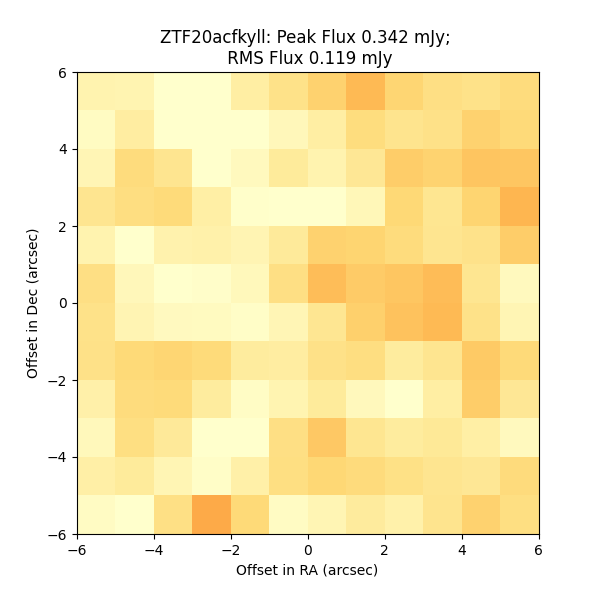 ZTF20acfkyll: Peak Flux 0.342 mJy;
RMS Flux 0.119 mJy
6
4
2
0
−2
−4
−6
Offset in Dec (arcsec)
−6 −4 −2 0 2 4 6
Offset in RA (arcsec)